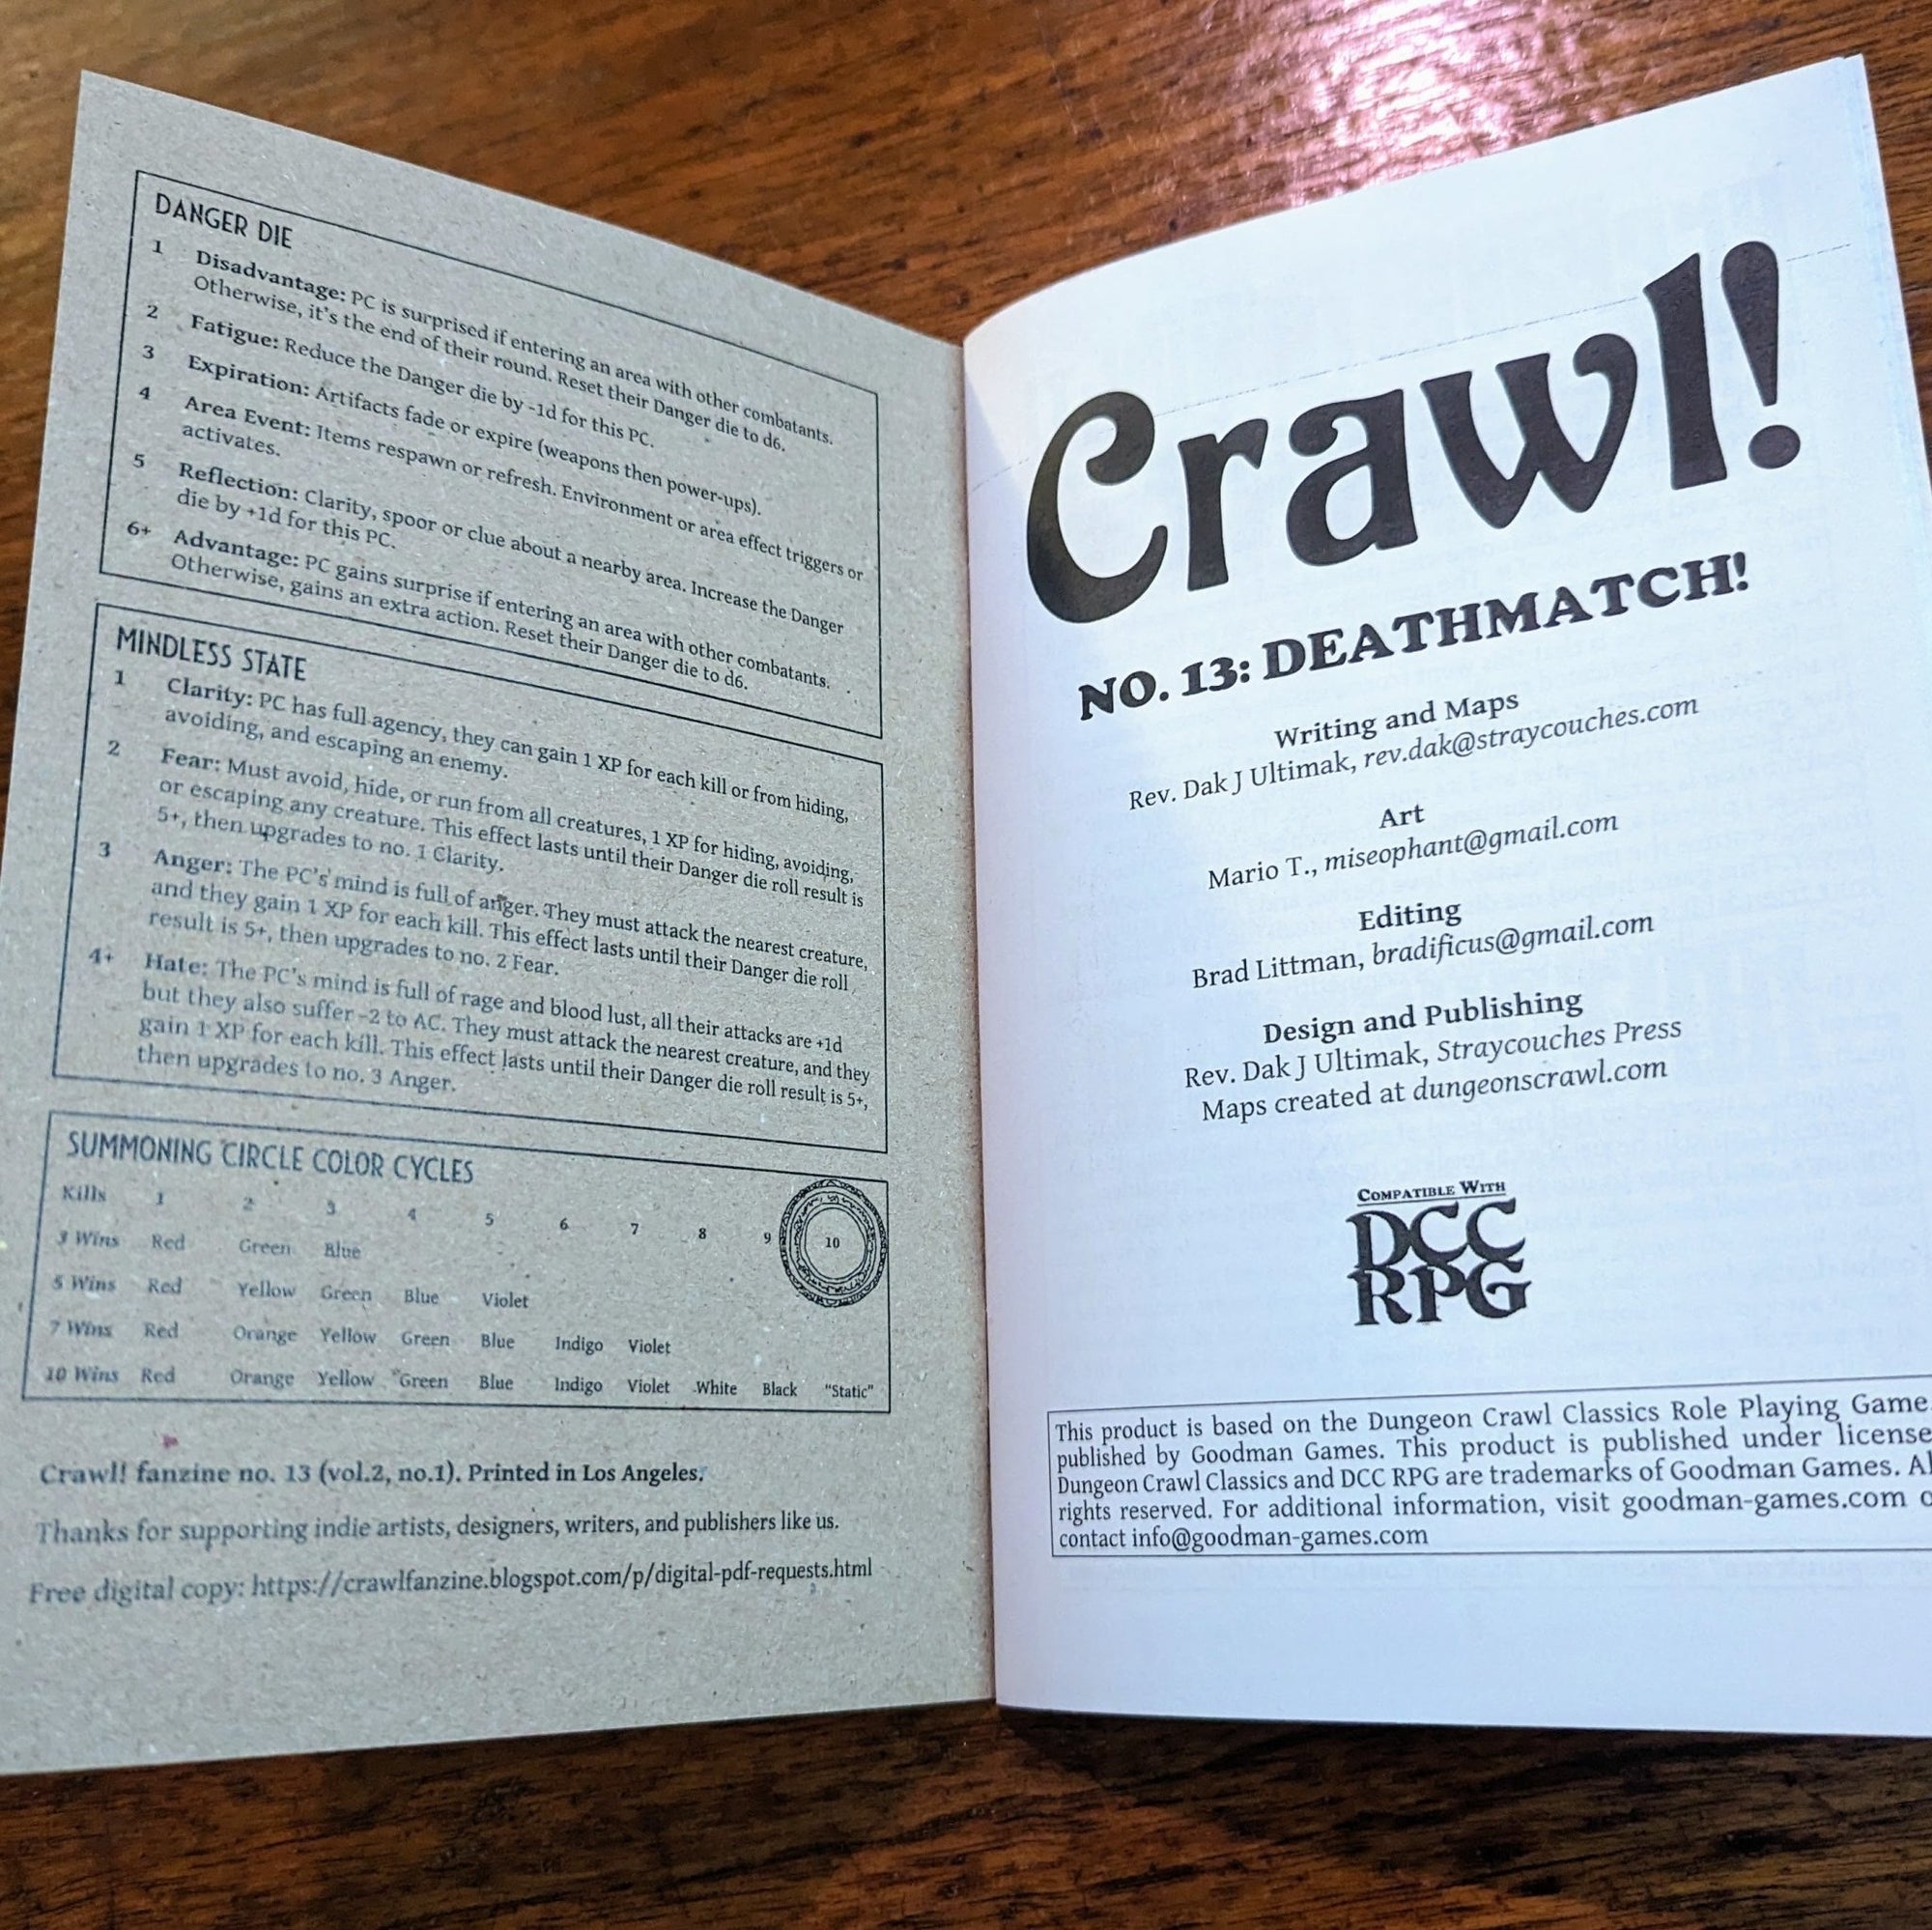 DANGER DIE
1 Disadvantage: PC is surprised if entering an area with other combatants.
Otherwise, it's the end of their round. Reset their Danger die to d6.
2 Fatigue: Reduce the Danger die by -1d for this PC.
3 Expiration: Artifacts fade or expire (weapons then power-ups).
4 Area Event: Items respawn or refresh. Environment or area effect triggers or
activates.
5 Reflection: Clarity, spoor or clue about a nearby area. Increase the Danger
die by +1d for this PC.
6+ Advantage: PC gains surprise if entering an area with other combatants.
Otherwise, gains an extra action. Reset their Danger die to d6.
MINDLESS STATE
1 Clarity: PC has full agency, they can gain 1 XP for each kill or from hiding,
avoiding, and escaping an enemy.
2 Fear: Must avoid, hide, or run from all creatures, 1 XP for hiding, avoiding,
or escaping any creature. This effect lasts until their Danger die roll result is
5+, then upgrades to no. 1 Clarity.
3 Anger: The PC's mind is full of anger. They must attack the nearest creature,
and they gain 1 XP for each kill. This effect lasts until their Danger die roll
result is 5+, then upgrades to no. 2 Fear.
4+ Hate: The PC's mind is full of rage and blood lust, all their attacks are +1d
but they also suffer -2 to AC. They must attack the nearest creature, and they
gain 1 XP for each kill. This effect lasts until their Danger die roll result is 5+,
then upgrades to no. 3 Anger.
SUMMONING CIRCLE COLOR CYCLES
Kills 1 2 3 4 5 6 7 8 9 10
3 Wins Red Green Blue
5 Wins Red Yellow Green Blue Violet
7 Wins Red Orange Yellow Green Blue Indigo Violet
10 Wins Red Orange Yellow Green Blue Indigo Violet White Black "Static"
Crawl! fanzine no. 13 (vol.2, no.1). Printed in Los Angeles.
Thanks for supporting indie artists, designers, writers, and publishers like us.
Free digital copy: https://crawlfanzine.blogspot.com/p/digital-pdf-requests.html
Crawl!
NO. 13: DEATHMATCH!
Writing and Maps
Rev. Dak J Ultimak, rev.dak@straycouches.com
Art
Mario T., miseophant@gmail.com
Editing
Brad Littman, bradificus@gmail.com
Design and Publishing
Rev. Dak J Ultimak, Straycouches Press
Maps created at dungeonscrawl.com
COMPATIBLE WITH
DCC
RPG
This product is based on the Dungeon Crawl Classics Role Playing Game
published by Goodman Games. This product is published under license
Dungeon Crawl Classics and DCC RPG are trademarks of Goodman Games.
rights reserved. For additional information, visit goodman-games.com
contact info@goodman-games.com